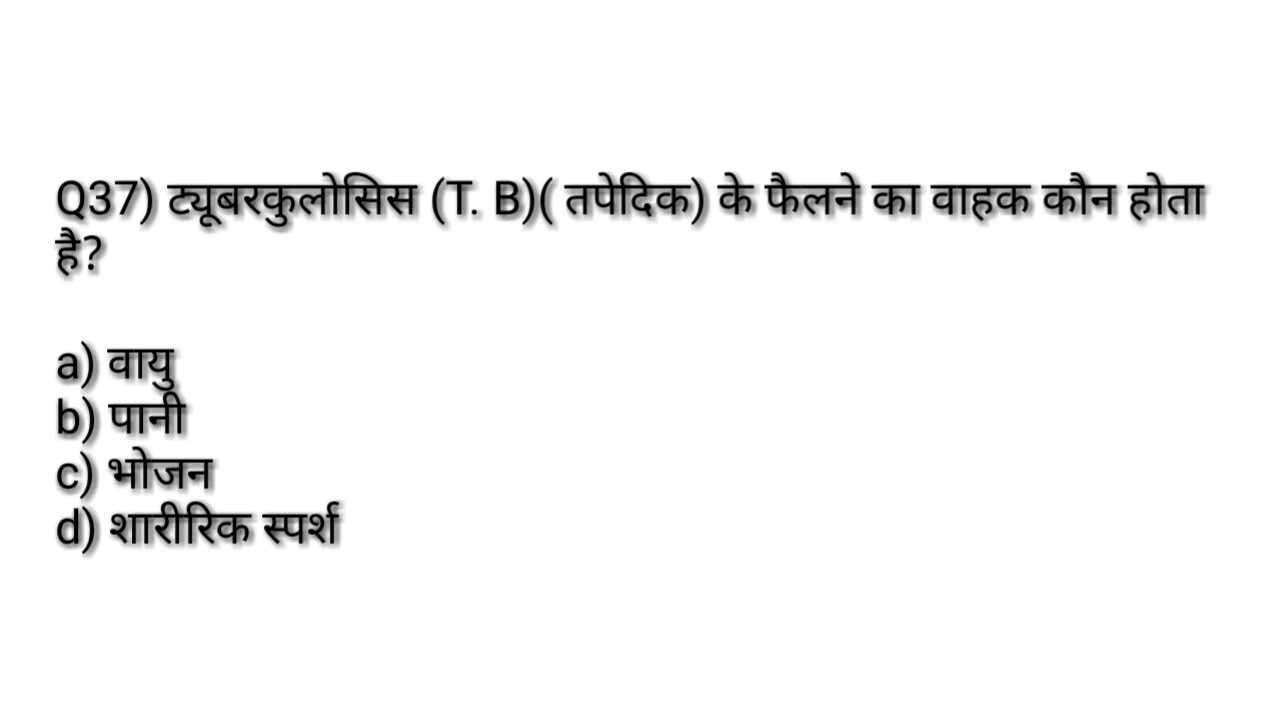 Q37) ट्यूबरकुलोसिस (T. B)( तपेदिक) के फैलने का वाहक कौन होता
है?
a) वायु
b) पानी
c) भोजन
d) शारीरिक स्पर्श